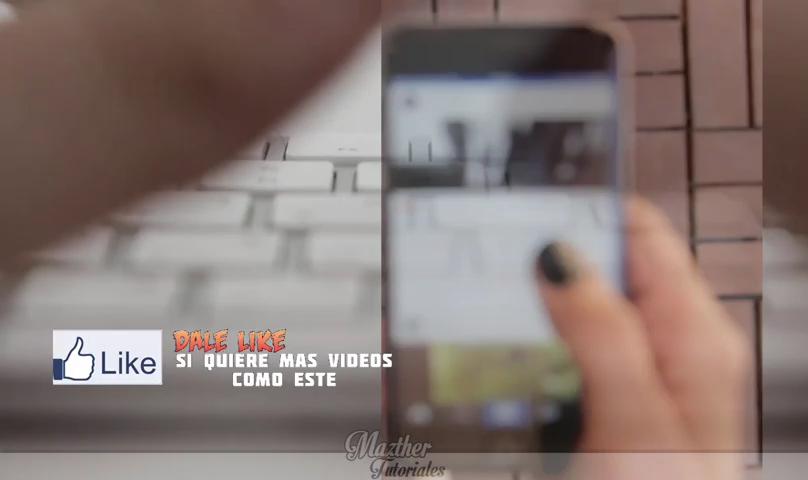 Like
DALE LIKE
SI QUIERE MAS VIDEOS
COMO ESTE
Mazther
Tutoriales